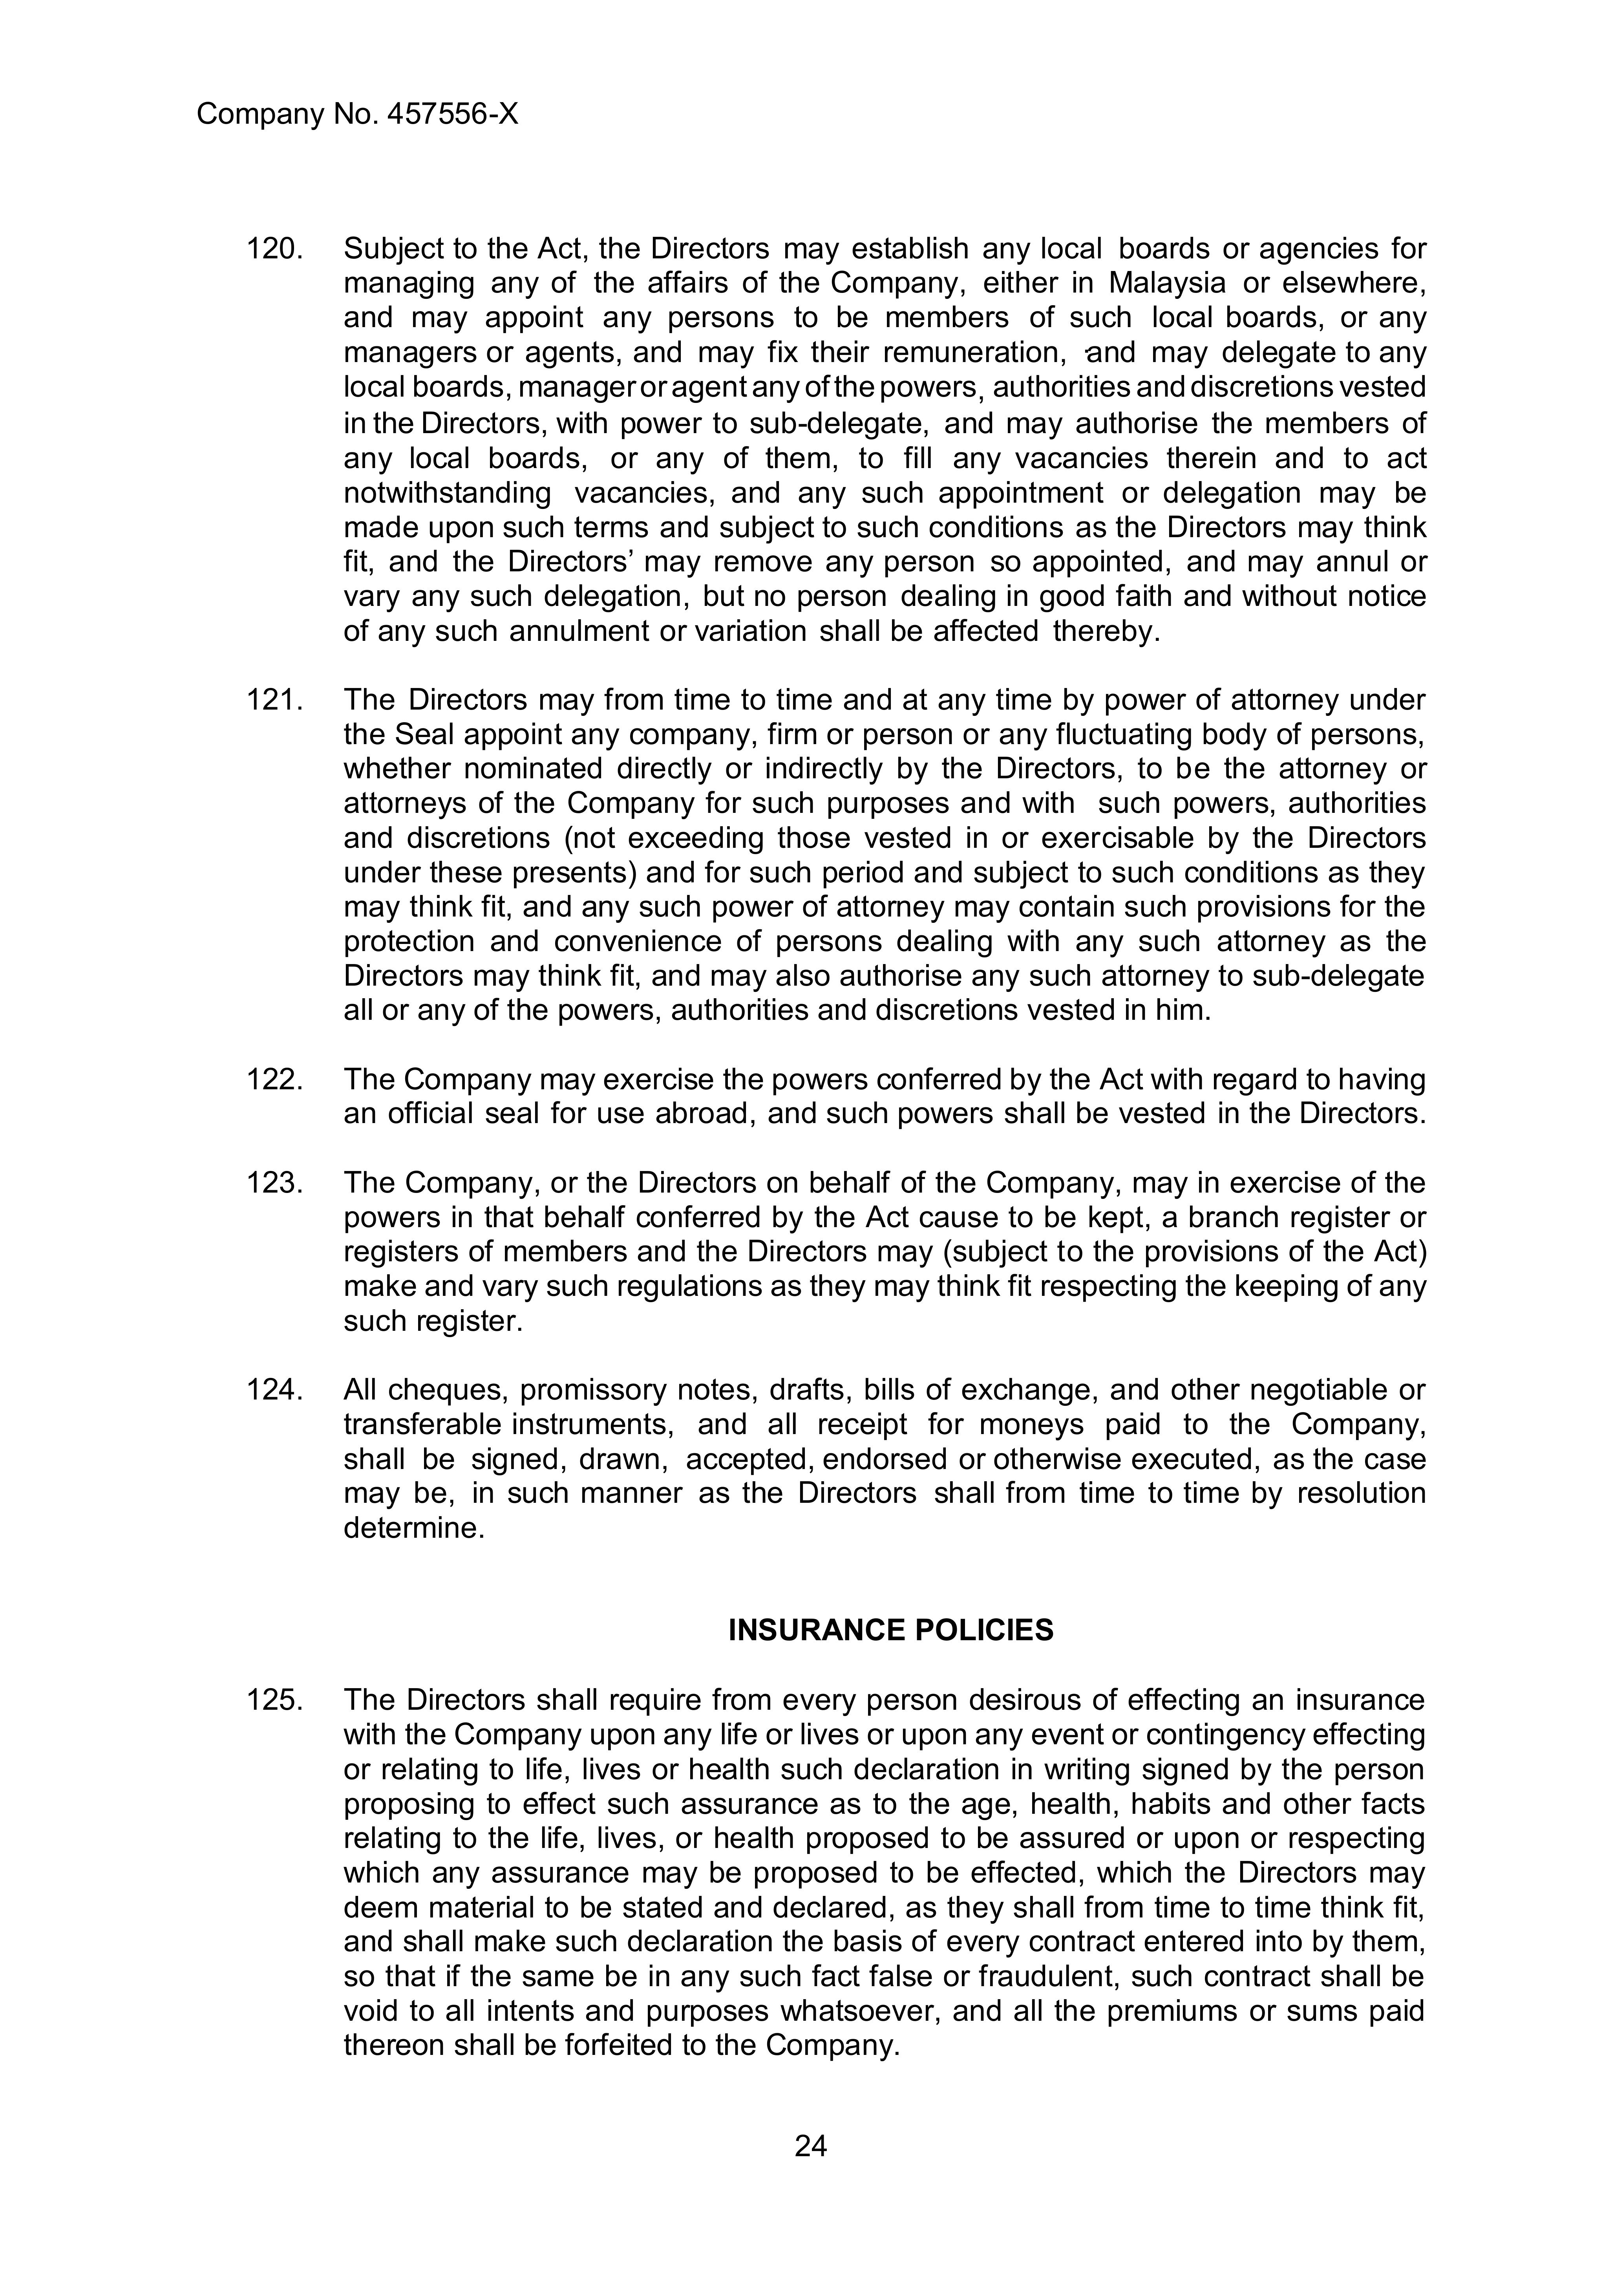 Company No. 457556-X
120. Subject to the Act, the Directors may establish any local boards or agencies for
managing any of the affairs of the Company, either in Malaysia or elsewhere,
and may appoint any persons to be members of such local boards, or any
managers or agents, and may fix their remuneration, ·and may delegate to any
local boards, manager or agent any of the powers, authorities and discretions vested
in the Directors, with power to sub-delegate, and may authorise the members of
any local boards, or any of them, to fill any vacancies therein and to act
notwithstanding vacancies, and any such appointment or delegation may be
made upon such terms and subject to such conditions as the Directors may think
fit, and the Directors’ may remove any person so appointed, and may annul or
vary any such delegation, but no person dealing in good faith and without notice
of any such annulment or variation shall be affected thereby.
121. The Directors may from time to time and at any time by power of attorney under
the Seal appoint any company, firm or person or any fluctuating body of persons,
whether nominated directly or indirectly by the Directors, to be the attorney or
attorneys of the Company for such purposes and with such powers, authorities
and discretions (not exceeding those vested in or exercisable by the Directors
under these presents) and for such period and subject to such conditions as they
may think fit, and any such power of attorney may contain such provisions for the
protection and convenience of persons dealing with any such attorney as the
Directors may think fit, and may also authorise any such attorney to sub-delegate
all or any of the powers, authorities and discretions vested in him.
122. The Company may exercise the powers conferred by the Act with regard to having
an official seal for use abroad, and such powers shall be vested in the Directors.
123. The Company, or the Directors on behalf of the Company, may in exercise of the
powers in that behalf conferred by the Act cause to be kept, a branch register or
registers of members and the Directors may (subject to the provisions of the Act)
make and vary such regulations as they may think fit respecting the keeping of any
such register.
124. All cheques, promissory notes, drafts, bills of exchange, and other negotiable or
transferable instruments, and all receipt for moneys paid to the Company,
shall be signed, drawn, accepted, endorsed or otherwise executed, as the case
may be, in such manner as the Directors shall from time to time by resolution
determine.
INSURANCE POLICIES
125. The Directors shall require from every person desirous of effecting an insurance
with the Company upon any life or lives or upon any event or contingency effecting
or relating to life, lives or health such declaration in writing signed by the person
proposing to effect such assurance as to the age, health, habits and other facts
relating to the life, lives, or health proposed to be assured or upon or respecting
which any assurance may be proposed to be effected, which the Directors may
deem material to be stated and declared, as they shall from time to time think fit,
and shall make such declaration the basis of every contract entered into by them,
so that if the same be in any such fact false or fraudulent, such contract shall be
void to all intents and purposes whatsoever, and all the premiums or sums paid
thereon shall be forfeited to the Company.
24